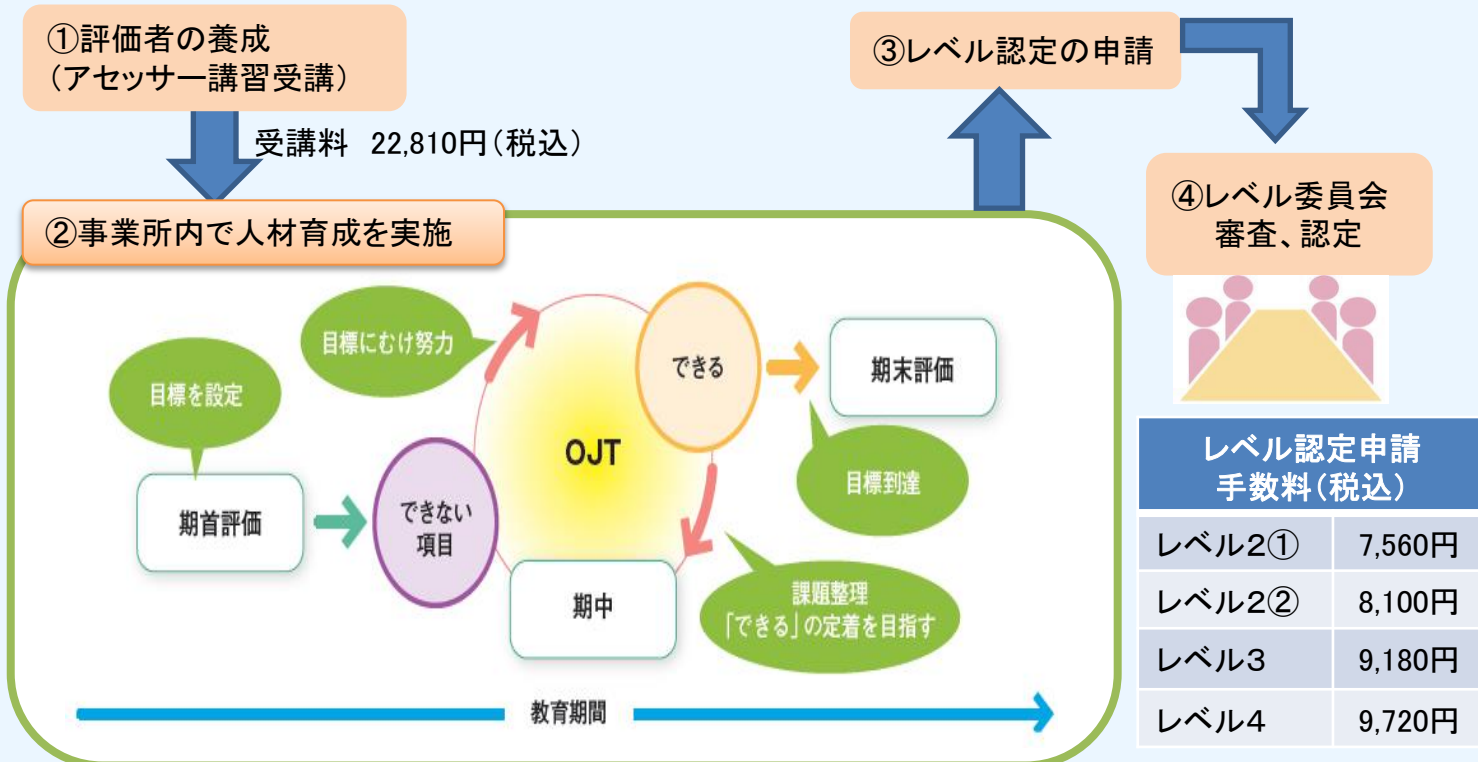 ①評価者の養成
(アセッサー講習受講)
受講料 22,810円(税込)
②事業所内で人材育成を実施
目標を設定
目標にむけ努力
期首評価
できない
項目
OJT
できる
期末評価
目標到達
期中
課題整理
「できる」の定着を目指す
教育期間
③レベル認定の申請
④レベル委員会
審査、認定
レベル認定申請
手数料(税込)
レベル2① 7,560円
レベル2② 8,100円
レベル3 9,180円
レベル4 9,720円